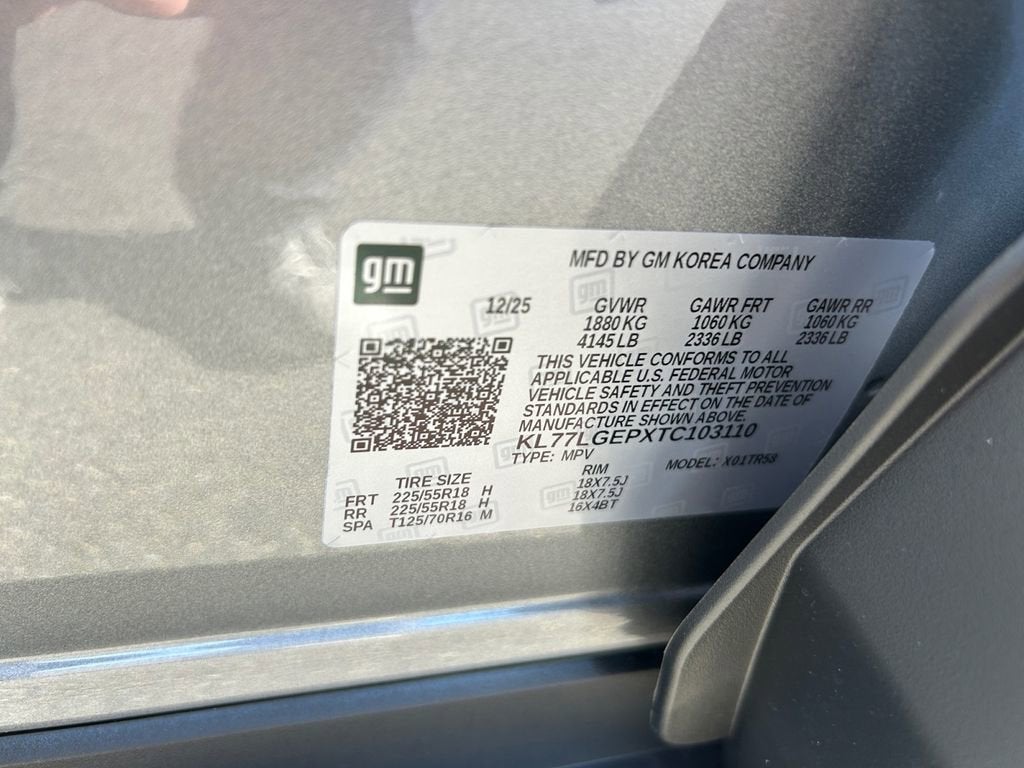 gm
MFD BY GM KOREA COMPANY
12/25 GVWR GAWR FRT GAWR RR
1880 KG 1060 KG 1060 KG
4145 LB 2336 LB 2336 LB
THIS VEHICLE CONFORMS TO ALL
APPLICABLE U.S. FEDERAL MOTOR
VEHICLE SAFETY AND THEFT PREVENTION
STANDARDS IN EFFECT ON THE DATE OF
MANUFACTURE SHOWN ABOVE.
KL77LGEPXTC103110
TYPE: MPV MODEL: X01TR58
TIRE SIZE RIM
FRT 225/55R18 H 18X7.5J
RR 225/55R18 H 18X7.5J
SPA T125/70R16 M 16X4BT